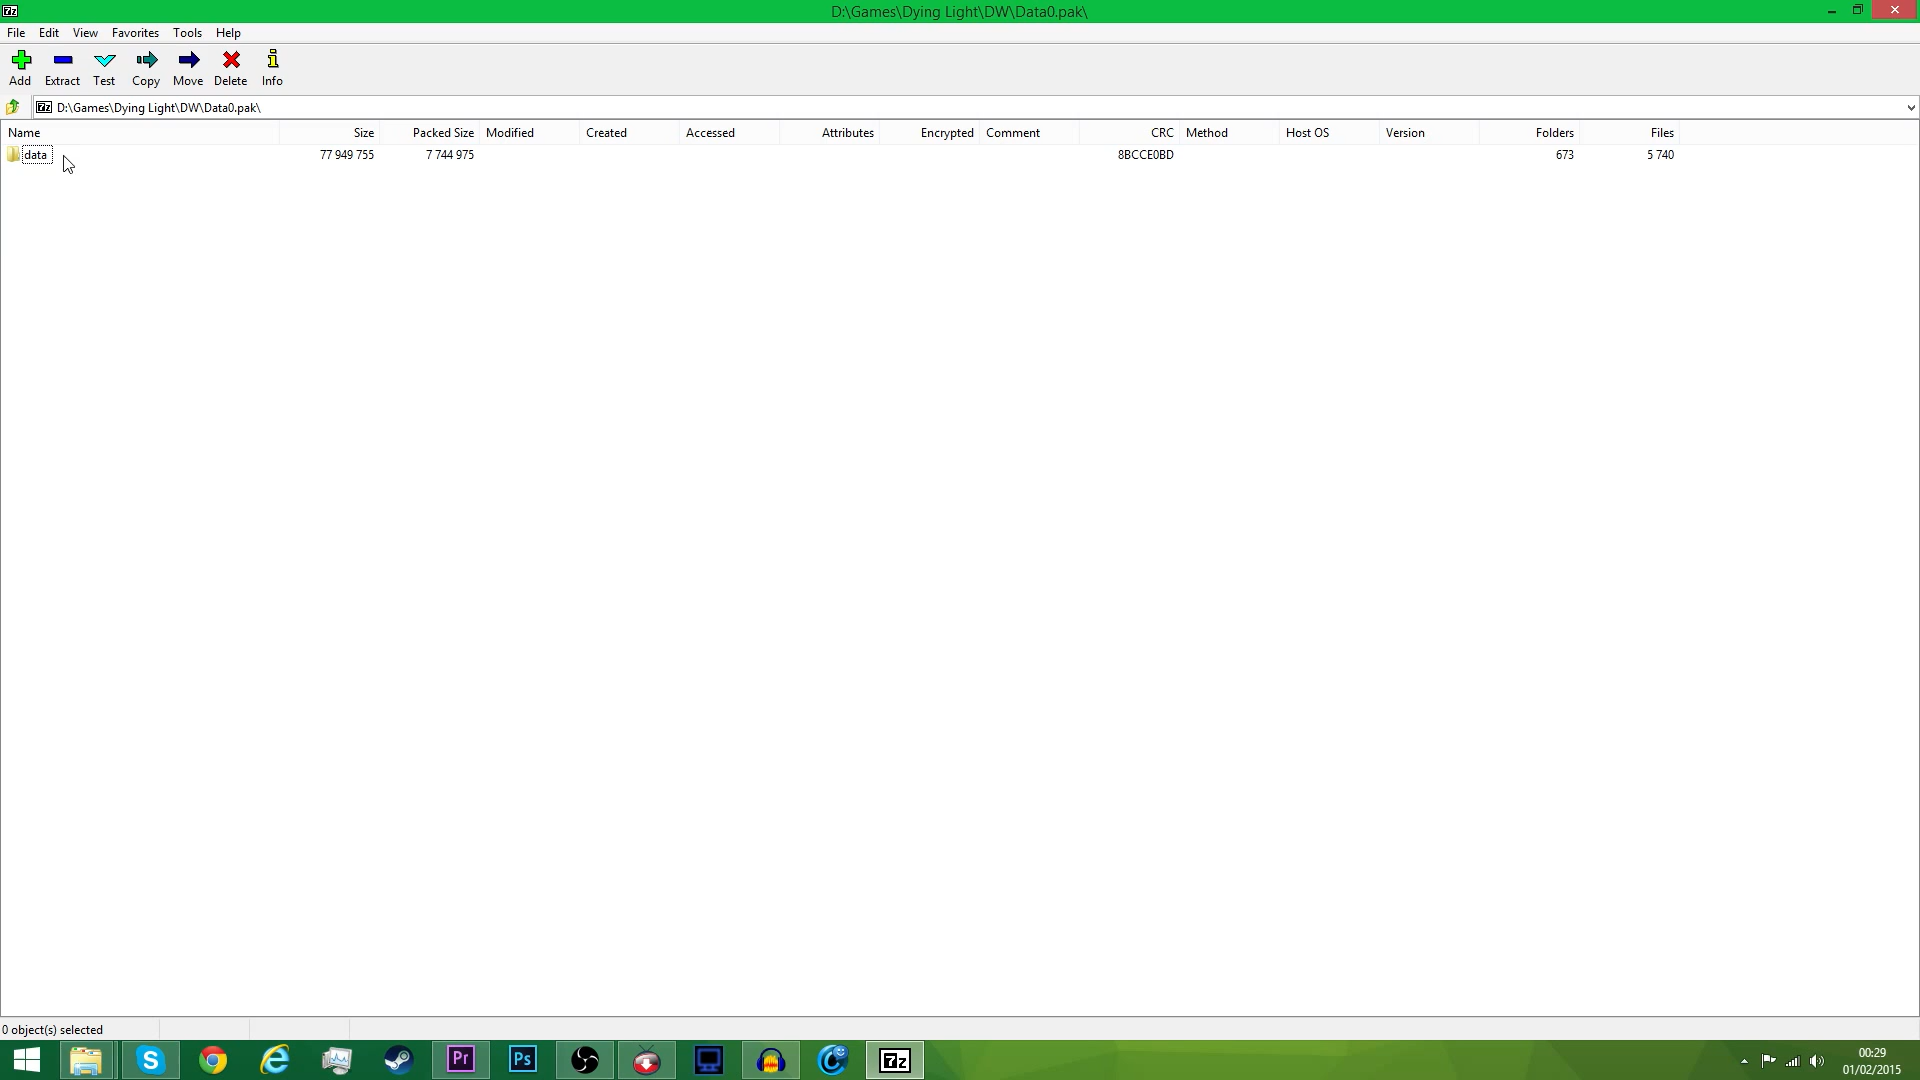 7z D:\Games\Dying Light\DW\Data0.pak\
File Edit View Favorites Tools Help
Add Extract Test Copy Move Delete Info
7z D:\Games\Dying Light\DW\Data0.pak\
Name Size Packed Size Modified Created Accessed Attributes Encrypted Comment CRC Method Host OS Version Folders Files
data 77 949 755 7 744 975 8BCCE0BD 673 5 740
0 object(s) selected
Pr Ps 7z 00:29
01/02/2015